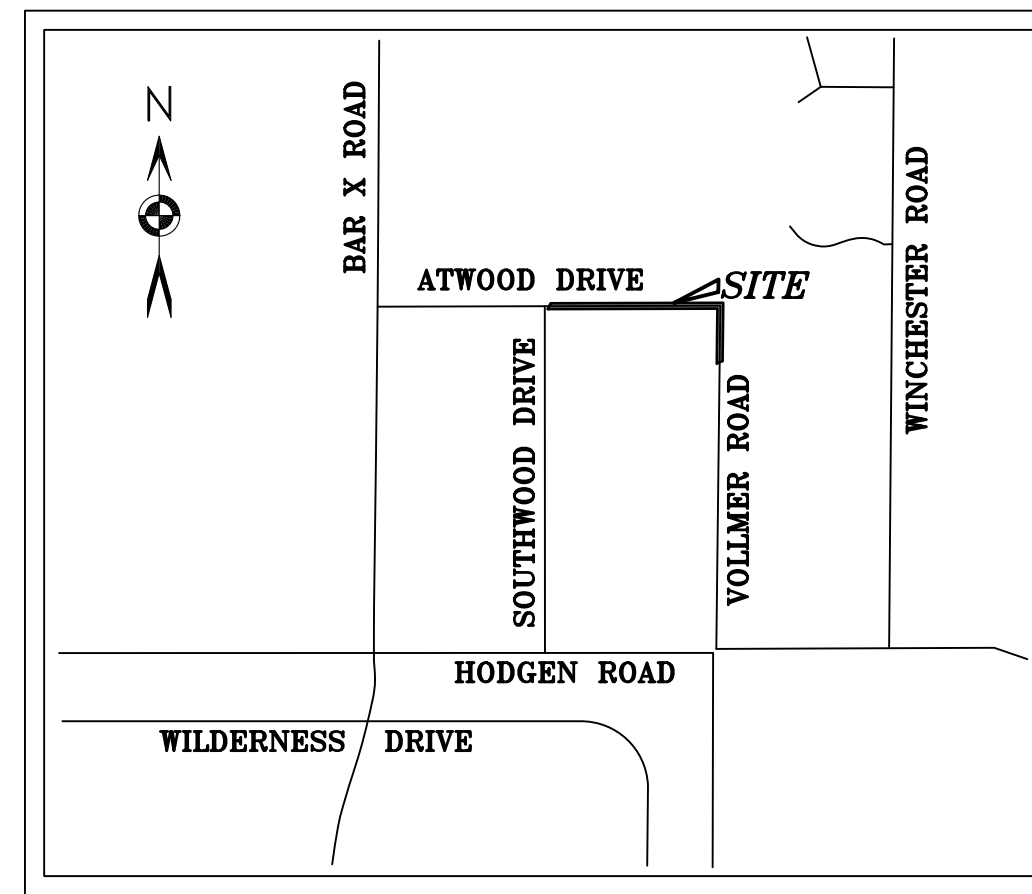 N
BAR X ROAD
WINCHESTER ROAD
ATWOOD DRIVE
SITE
SOUTHWOOD DRIVE
VOLLMER ROAD
HODGEN ROAD
WILDERNESS DRIVE